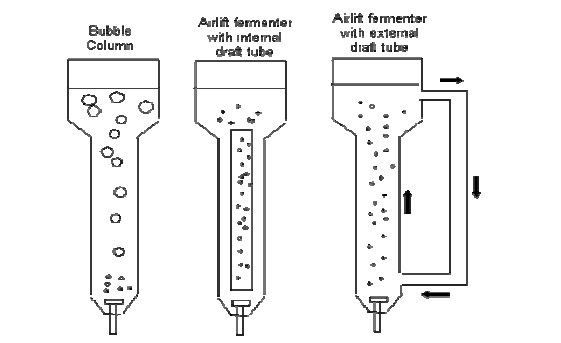 Bubble
Column
Airlift fermenter
with internal
draft tube
Airlift fermenter
with external
draft tube